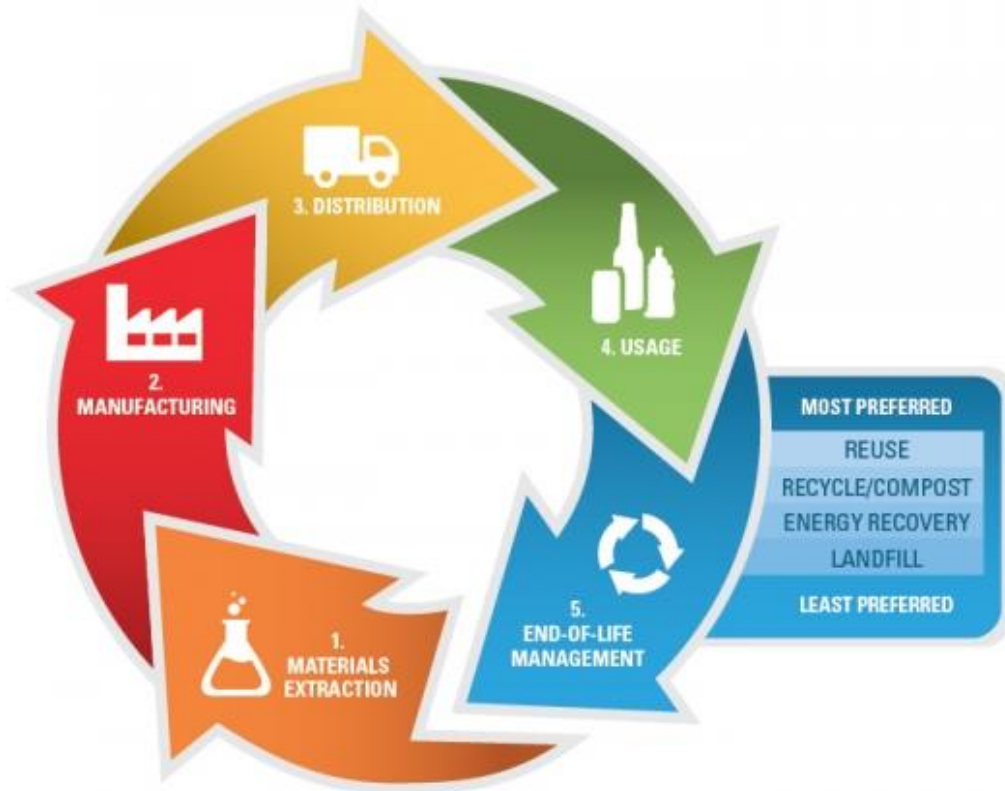 3. DISTRIBUTION
4. USAGE
2.
MANUFACTURING
MOST PREFERRED
REUSE
RECYCLE/COMPOST
ENERGY RECOVERY
LANDFILL
LEAST PREFERRED
5.
END-OF-LIFE
MANAGEMENT
1.
MATERIALS
EXTRACTION